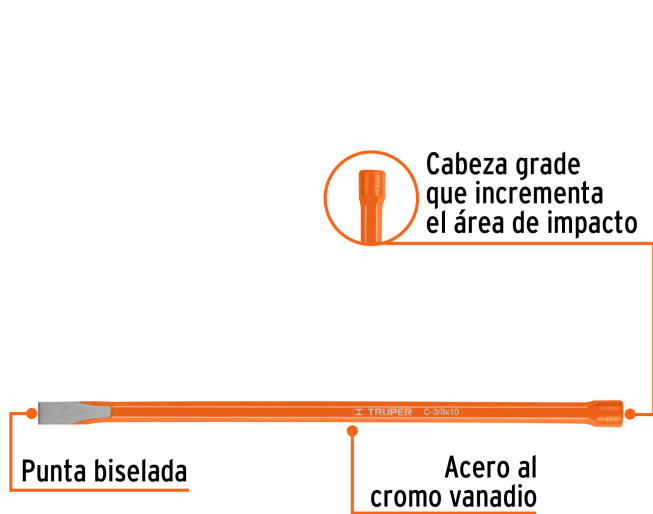 Cabeza grade
que incrementa
el área de impacto
TRUPER C-3/8x10
Punta biselada
Acero al
cromo vanadio